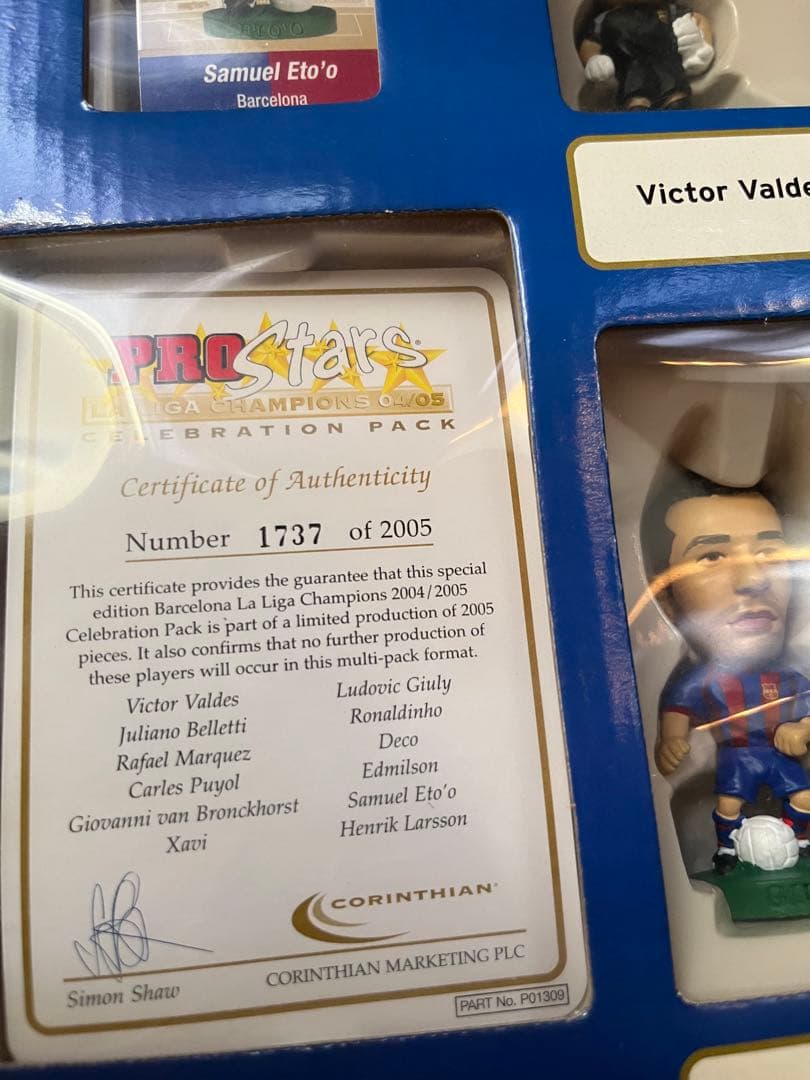 ETO'O
Samuel Eto'o
Barcelona
Victor Valde
PRO Stars
LA LIGA CHAMPIONS 04/05
CELEBRATION PACK
Certificate of Authenticity
Number 1737 of 2005
This certificate provides the guarantee that this special
edition Barcelona La Liga Champions 2004/2005
Celebration Pack is part of a limited production of 2005
pieces. It also confirms that no further production of
these players will occur in this multi-pack format.
Victor Valdes
Juliano Belletti
Rafael Marquez
Carles Puyol
Giovanni van Bronckhorst
Xavi
Ludovic Giuly
Ronaldinho
Deco
Edmilson
Samuel Eto'o
Henrik Larsson
CORINTHIAN
Simon Shaw
CORINTHIAN MARKETING PLC
PART No. P01309